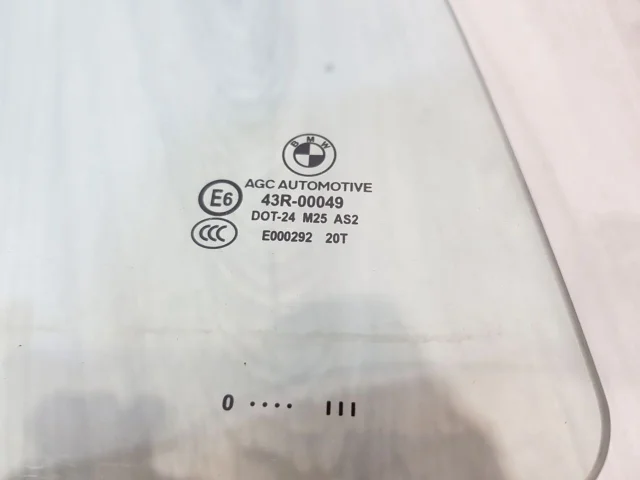 BMW
AGC AUTOMOTIVE
E6 43R-00049
DOT-24 M25 AS2
CCC E000292 20T
0 •••• III